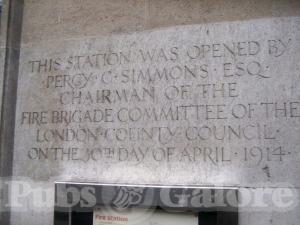 THIS STATION WAS OPENED BY
· PERCY · C · SIMMONS · ESQ ·
CHAIRMAN OF THE
FIRE BRIGADE COMMITTEE OF THE
LONDON · COUNTY · COUNCIL ·
ON THE 30TH DAY OF APRIL · 1914 ·
Pubs Galore
Fire Station